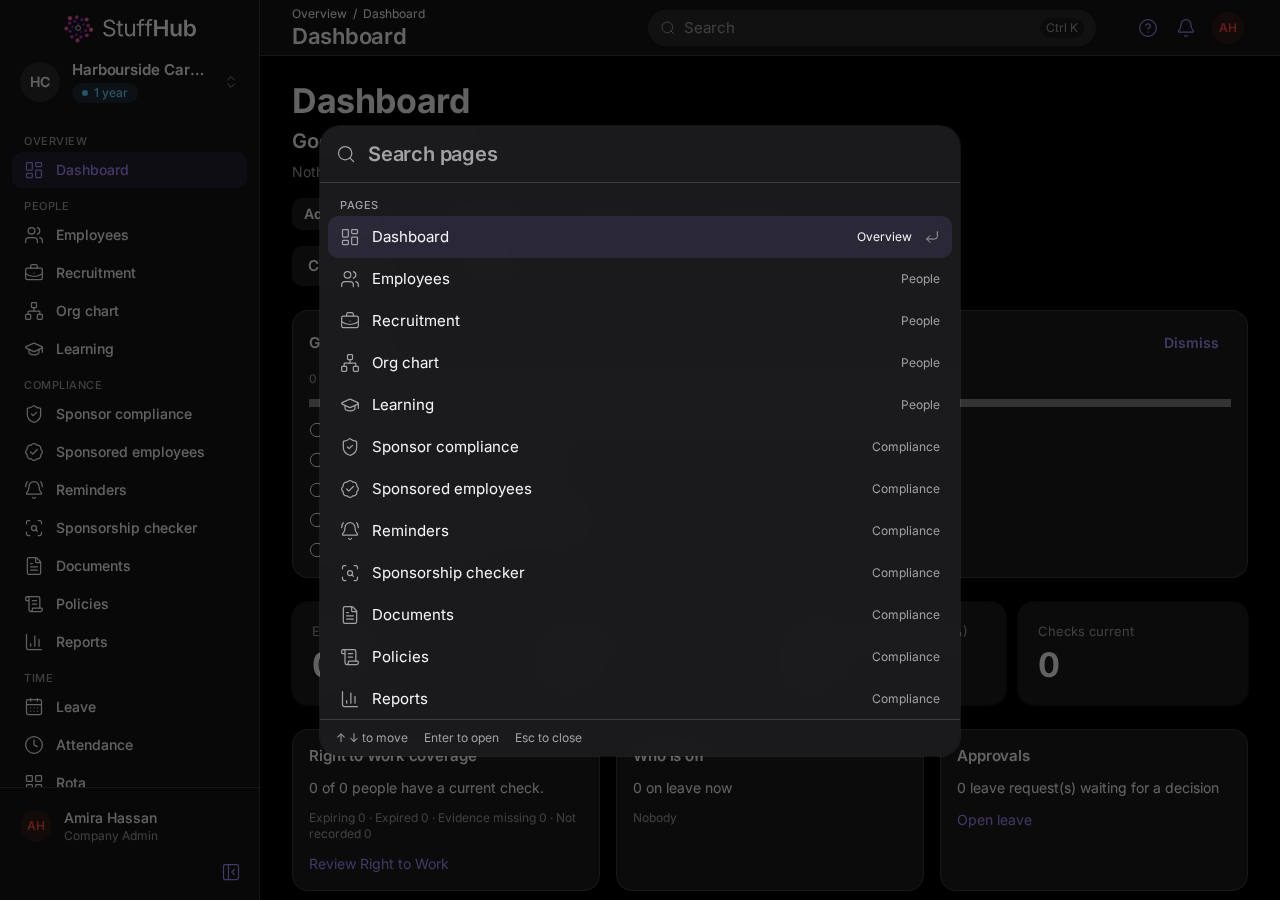 StuffHub
HC
Harbourside Car...
1 year
OVERVIEW
Dashboard
PEOPLE
Employees
Recruitment
Org chart
Learning
COMPLIANCE
Sponsor compliance
Sponsored employees
Reminders
Sponsorship checker
Documents
Policies
Reports
TIME
Leave
Attendance
Rota
AH
Amira Hassan
Company Admin
Overview / Dashboard
Dashboard
Search
Ctrl K
AH
Dashboard
Dismiss
Search pages
PAGES
Dashboard Overview
Employees People
Recruitment People
Org chart People
Learning People
Sponsor compliance Compliance
Sponsored employees Compliance
Reminders Compliance
Sponsorship checker Compliance
Documents Compliance
Policies Compliance
Reports Compliance
↑ ↓ to move Enter to open Esc to close
Checks current
0
Right to Work coverage
0 of 0 people have a current check.
Expiring 0 · Expired 0 · Evidence missing 0 · Not
recorded 0
Review Right to Work
Who is off
0 on leave now
Nobody
Approvals
0 leave request(s) waiting for a decision
Open leave